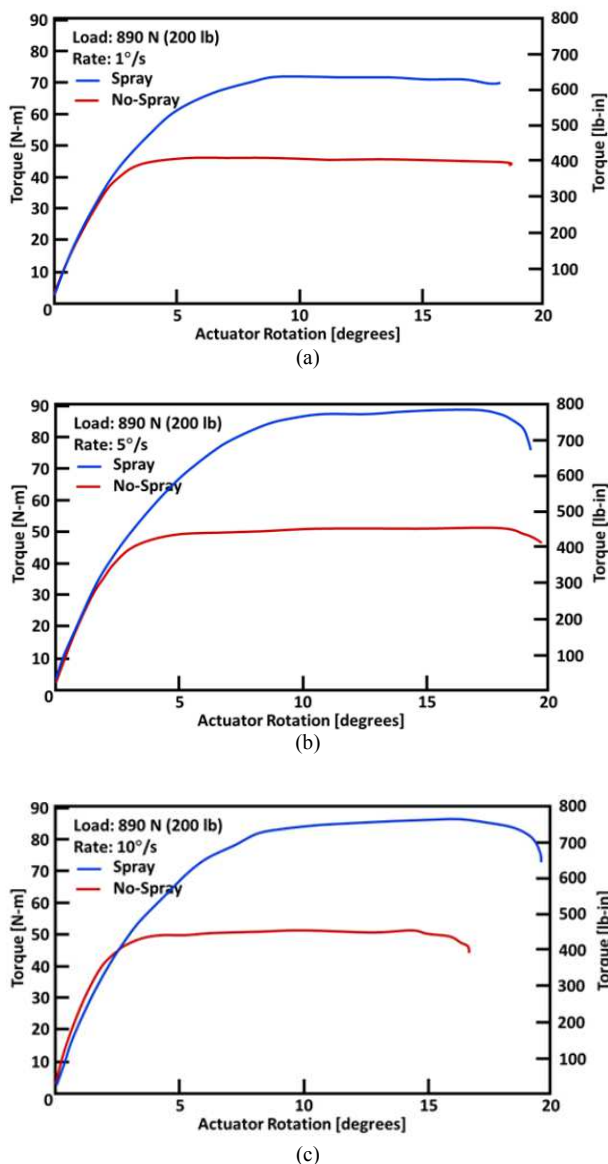 90
80
70
60
50
40
30
20
10
0
Torque [N-m]
Load: 890 N (200 lb)
Rate: 1°/s
Spray
No-Spray
800
700
600
500
400
300
200
100
Torque [lb-in]
5
10
15
20
Actuator Rotation [degrees]
(a)
90
80
70
60
50
40
30
20
10
0
Torque [N-m]
Load: 890 N (200 lb)
Rate: 5°/s
Spray
No-Spray
800
700
600
500
400
300
200
100
Torque [lb-in]
5
10
15
20
Actuator Rotation [degrees]
(b)
90
80
70
60
50
40
30
20
10
0
Torque [N-m]
Load: 890 N (200 lb)
Rate: 10°/s
Spray
No-Spray
800
700
600
500
400
300
200
100
Torque [lb-in]
5
10
15
20
Actuator Rotation [degrees]
(c)